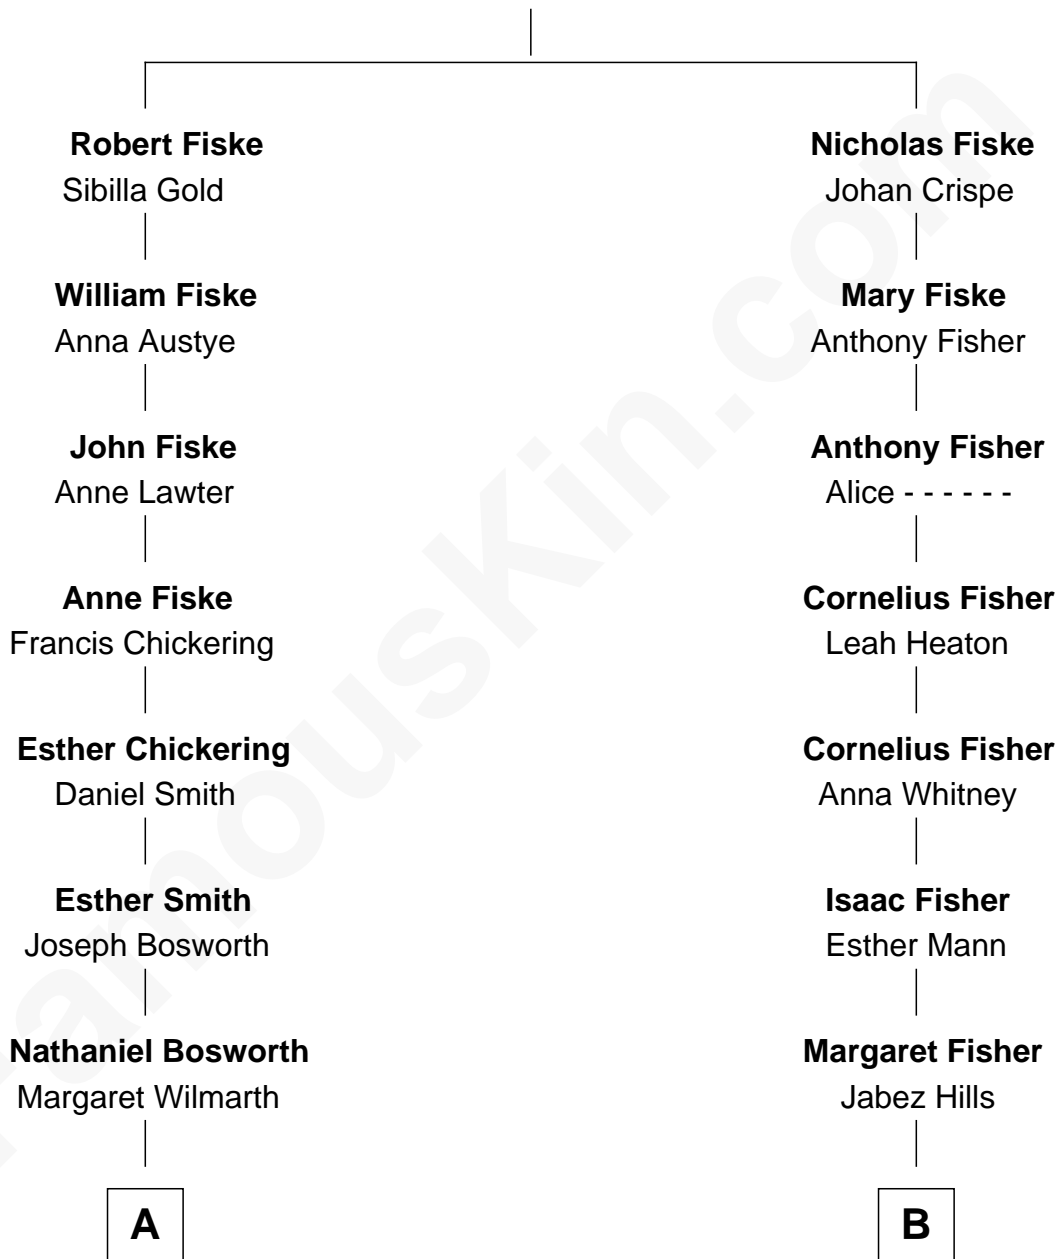 Robert Fiske
Sibilla Gold
William Fiske
Anna Austye
John Fiske
Anne Lawter
Anne Fiske
Francis Chickering
Esther Chickering
Daniel Smith
Esther Smith
Joseph Bosworth
Nathaniel Bosworth
Margaret Wilmarth
A
Nicholas Fiske
Johan Crispe
Mary Fiske
Anthony Fisher
Anthony Fisher
Alice - - - - - -
Cornelius Fisher
Leah Heaton
Cornelius Fisher
Anna Whitney
Isaac Fisher
Esther Mann
Margaret Fisher
Jabez Hills
B
FamousKin.com